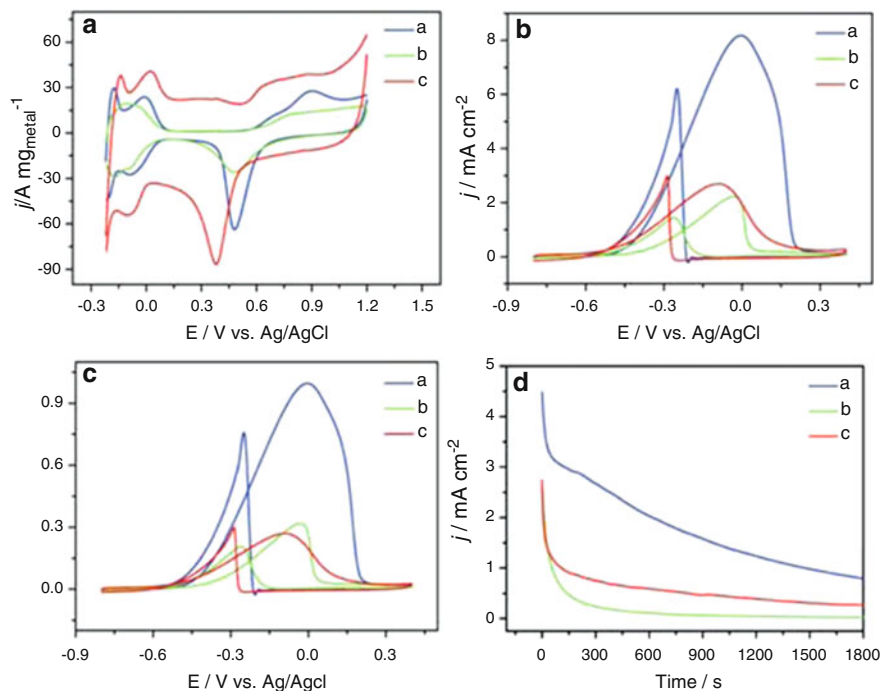 a
a
b
c
j/A mg_metal^-1
60
30
0
-30
-60
-90
-0.3 0.0 0.3 0.6 0.9 1.2 1.5
E / V vs. Ag/AgCl
b
a
b
c
j / mA cm^-2
8
6
4
2
0
-0.9 -0.6 -0.3 0.0 0.3
E / V vs. Ag/AgCl
c
a
b
c
0.9
0.6
0.3
0.0
-0.9 -0.6 -0.3 0.0 0.3
E / V vs. Ag/Agcl
d
a
b
c
j / mA cm^-2
5
4
3
2
1
0
0 300 600 900 1200 1500 1800
Time / s